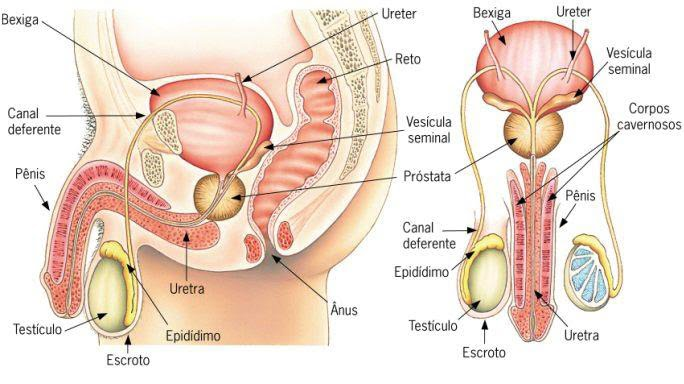 Bexiga
Ureter
Reto
Canal
deferente
Vesícula
seminal
Pênis
Próstata
Uretra
Ânus
Testículo
Epidídimo
Escroto
Bexiga
Ureter
Vesícula
seminal
Corpos
cavernosos
Pênis
Canal
deferente
Epidídimo
Testículo
Escroto
Uretra